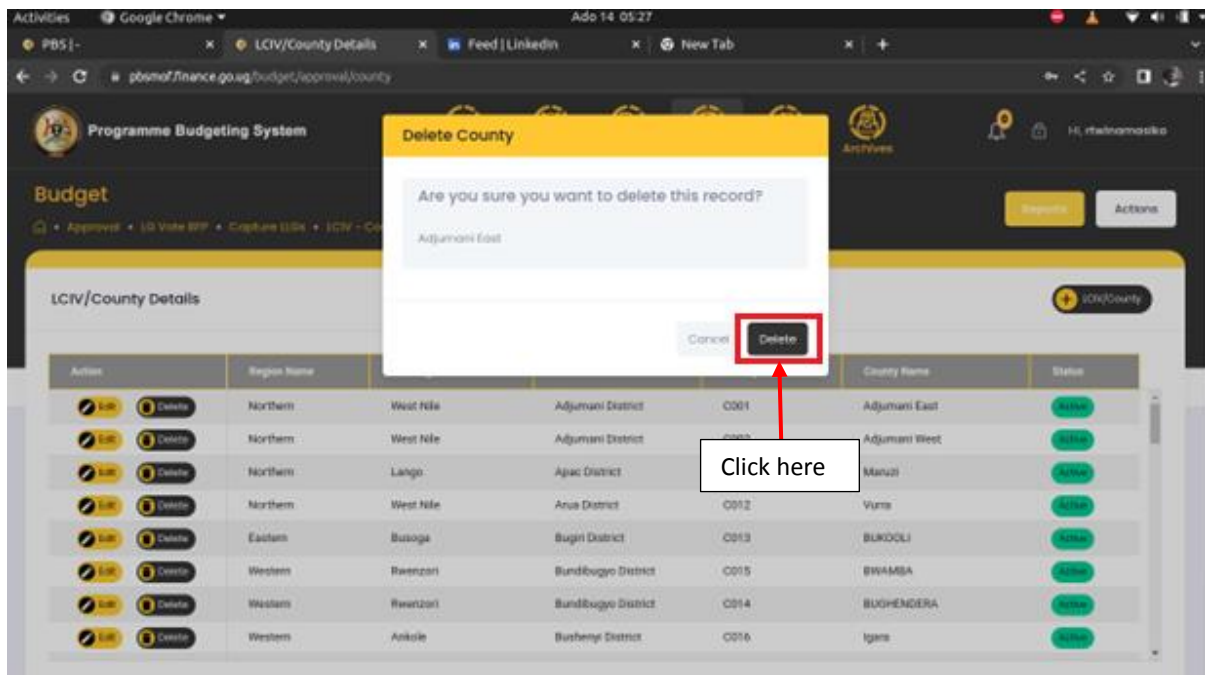 Activities Google Chrome Ado 14 05:27
PBS | - LCIV/County Details Feed | LinkedIn New Tab
pbsmof.finance.go.ug/budget/approval/county
Programme Budgeting System
Archives
0
Hi, rtwinamasiko
Delete County
Are you sure you want to delete this record?
Adjumani East
Cancel Delete
Click here
Budget
Reports Actions
Approval • LG Vote BFP • Capture LLGs • LCIV - Co
LCIV/County Details
LCIV/County
Action Region Name County Name Status
Edit Delete Northern West Nile Adjumani District C001 Adjumani East Active
Edit Delete Northern West Nile Adjumani District Adjumani West Active
Edit Delete Northern Lango Apac District Maruzi Active
Edit Delete Northern West Nile Arua District C012 Vurra Active
Edit Delete Eastern Busoga Bugiri District C013 BUKOOLI Active
Edit Delete Western Rwenzori Bundibugyo District C015 BWAMBA Active
Edit Delete Western Rwenzori Bundibugyo District C014 BUGHENDERA Active
Edit Delete Western Ankole Bushenyi District C016 Igara Active